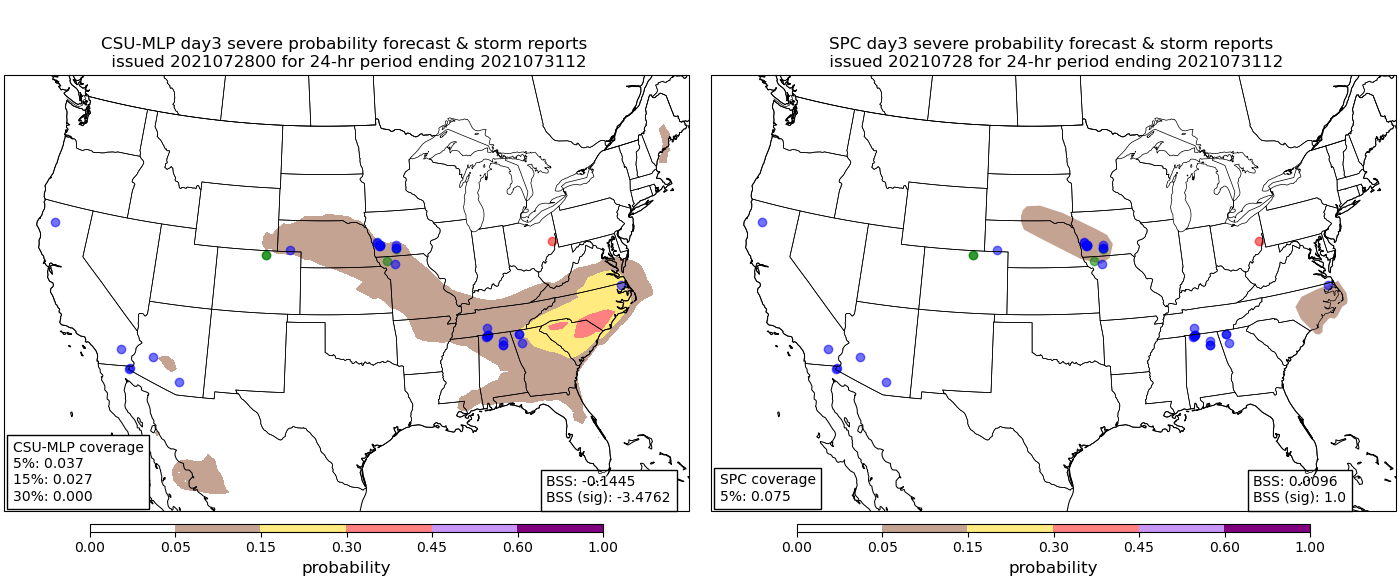 CSU-MLP day3 severe probability forecast & storm reports
issued 2021072800 for 24-hr period ending 2021073112
CSU-MLP coverage
5%: 0.037
15%: 0.027
30%: 0.000
BSS: -0.1445
BSS (sig): -3.4762
0.00 0.05 0.15 0.30 0.45 0.60 1.00
probability
SPC day3 severe probability forecast & storm reports
issued 20210728 for 24-hr period ending 2021073112
SPC coverage
5%: 0.075
BSS: 0.0096
BSS (sig): 1.0
0.00 0.05 0.15 0.30 0.45 0.60 1.00
probability